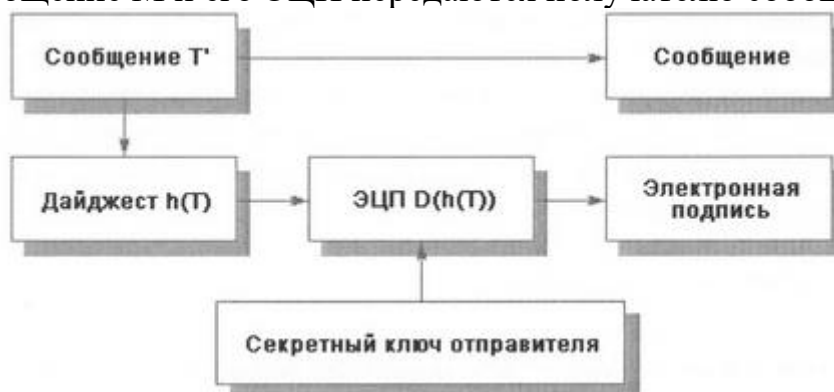 Сообщение T' Сообщение
Дайджест h(T) ЭЦП D(h(T)) Электронная
подпись
Секретный ключ отправителя